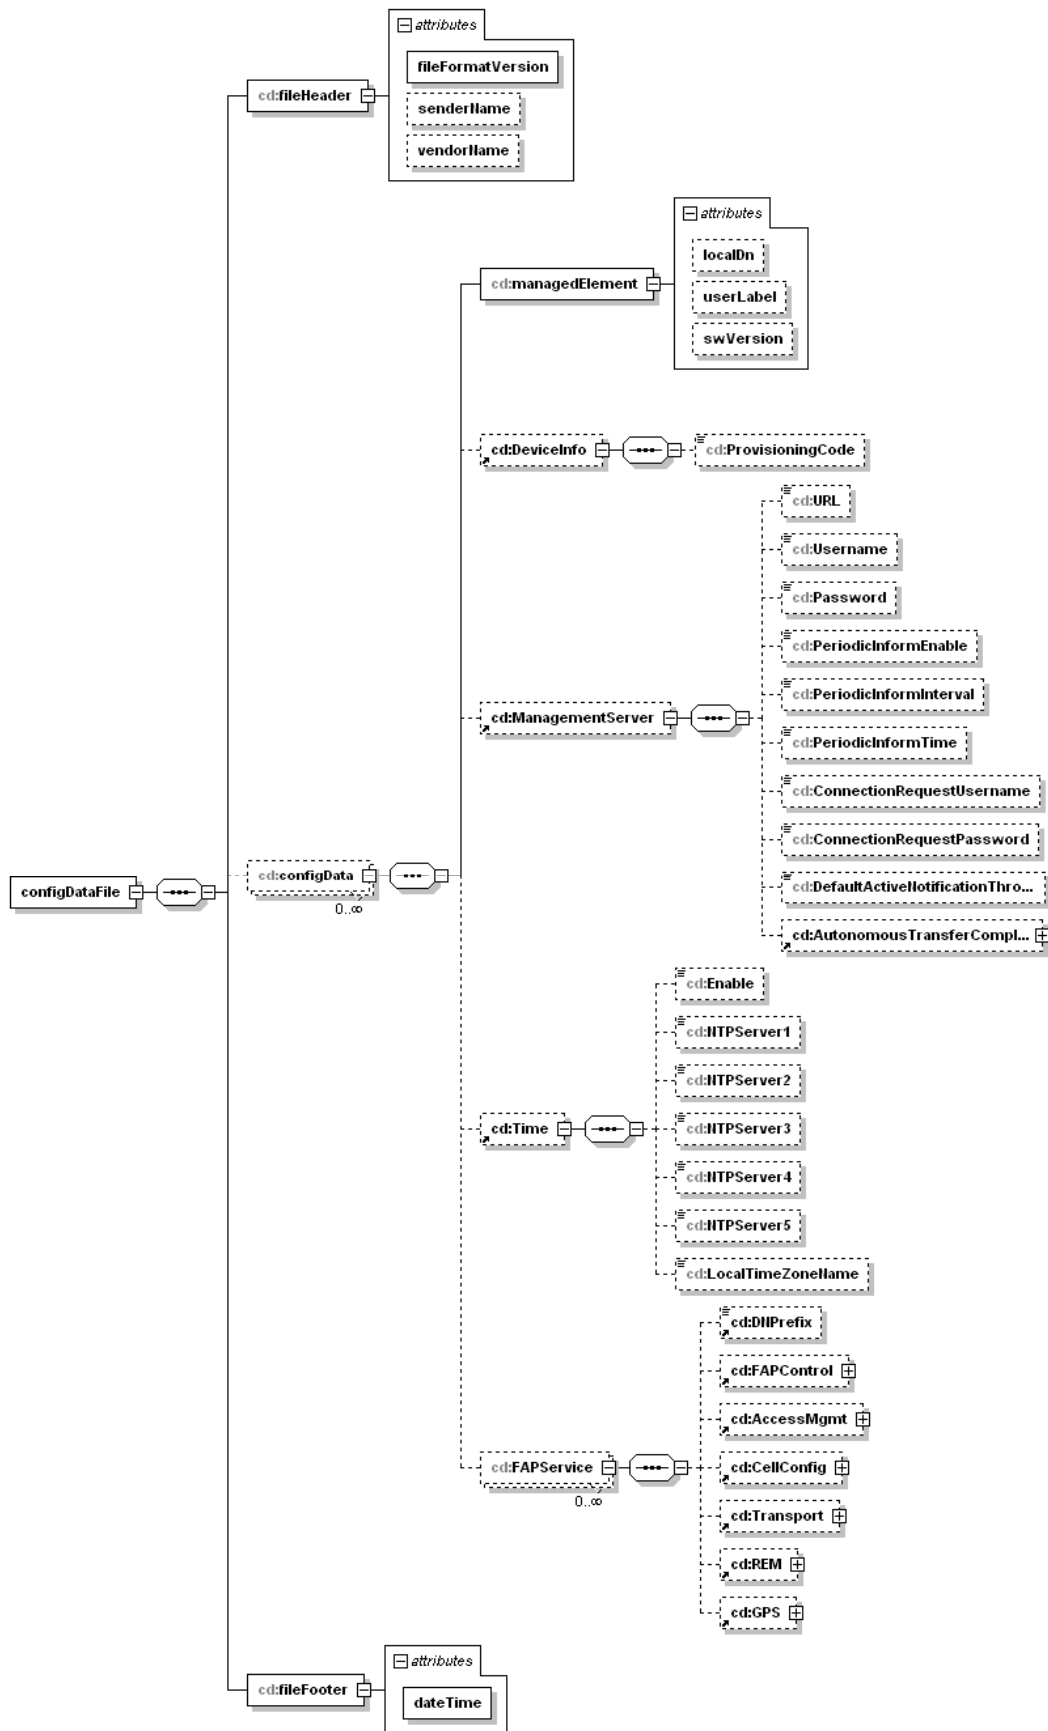 attributes
fileFormatVersion
cd:fileHeader
senderName
vendorName
attributes
localDn
cd:managedElement
userLabel
swVersion
cd:DeviceInfo
cd:ProvisioningCode
cd:URL
cd:Username
cd:Password
cd:PeriodicInformEnable
cd:PeriodicInformInterval
cd:ManagementServer
cd:PeriodicInformTime
cd:ConnectionRequestUsername
cd:ConnectionRequestPassword
cd:configData
0..∞
configDataFile
cd:DefaultActiveNotificationThro...
cd:AutonomousTransferCompl...
cd:Enable
cd:NTPServer1
cd:NTPServer2
cd:Time
cd:NTPServer3
cd:NTPServer4
cd:NTPServer5
cd:LocalTimeZoneName
cd:DNPrefix
cd:FAPControl
cd:AccessMgmt
cd:FAPService
0..∞
cd:CellConfig
cd:Transport
cd:REM
cd:GPS
attributes
cd:fileFooter
dateTime